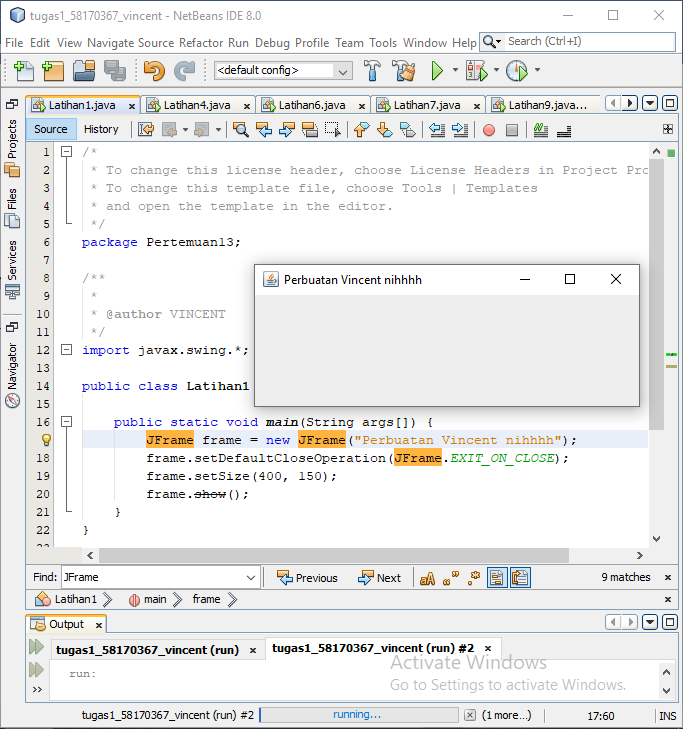 tugas1_58170367_vincent - NetBeans IDE 8.0
File Edit View Navigate Source Refactor Run Debug Profile Team Tools Window Help
Search (Ctrl+I)
<default config>
Latihan1.java Latihan4.java Latihan6.java Latihan7.java Latihan9.java...
Source History
Projects
Files
Services
Navigator
1 /*
2 * To change this license header, choose License Headers in Project Pro
3 * To change this template file, choose Tools | Templates
4 * and open the template in the editor.
5 */
6 package Pertemuan13;
7
8 /**
9 *
10 * @author VINCENT
11 */
12 import javax.swing.*;
13
14 public class Latihan1
15
16 public static void main(String args[]) {
JFrame frame = new JFrame("Perbuatan Vincent nihhhh");
18 frame.setDefaultCloseOperation(JFrame.EXIT_ON_CLOSE);
19 frame.setSize(400, 150);
20 frame.show();
21 }
22 }
23
Perbuatan Vincent nihhhh
Find: JFrame Previous Next aA 9 matches
Latihan1 main frame
Output
tugas1_58170367_vincent (run) tugas1_58170367_vincent (run) #2
run:
Activate Windows
Go to Settings to activate Windows.
tugas1_58170367_vincent (run) #2 running... (1 more...) 17:60 INS